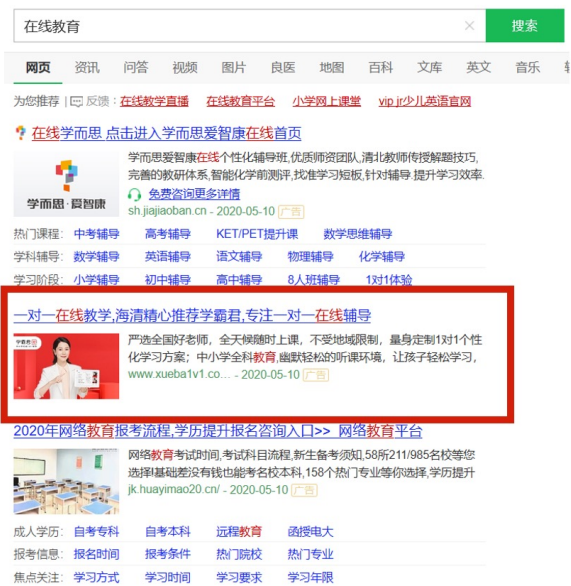 在线教育 × 搜索
网页 资讯 问答 视频 图片 良医 地图 百科 文库 英文 音乐
为您推荐 | 反馈: 在线教学直播 在线教育平台 小学网上课堂 vip jr少儿英语官网
在线学而思 点击进入学而思爱智康在线首页
学而思爱智康在线个性化辅导班,优质师资团队,清北教师传授解题技巧,
完善的教研体系,智能化学前测评,找准学习短板,针对辅导.提升学习效率.
学而思·爱智康
免费咨询更多详情
sh.jiajiaoban.cn - 2020-05-10 广告
热门课程: 中考辅导 高考辅导 KET/PET提升课 数学思维辅导
学科辅导: 数学辅导 英语辅导 语文辅导 物理辅导 化学辅导
学习阶段: 小学辅导 初中辅导 高中辅导 8人班辅导 1对1体验
一对一在线教学,海清精心推荐学霸君,专注一对一在线辅导
学霸君
严选全国好老师，全天候随时上课，不受地域限制，量身定制1对1个性
化学习方案；中小学全科教育,幽默轻松的听课环境，让孩子轻松学习，
www.xueba1v1.co... - 2020-05-10 广告
2020年网络教育报考流程,学历提升报名咨询入口>> 网络教育平台
网络教育考试时间,考试科目流程,新生备考须知,58所211/985名校等您
选择!基础差没有钱也能考名校本科,158个热门专业等你选择,学历提升
jk.huayimao20.cn/ - 2020-05-10 广告
成人学历: 自考专科 自考本科 远程教育 函授电大
报考信息: 报名时间 报考条件 热门院校 热门专业
焦点关注: 学习方式 学习时间 学习要求 学习年限